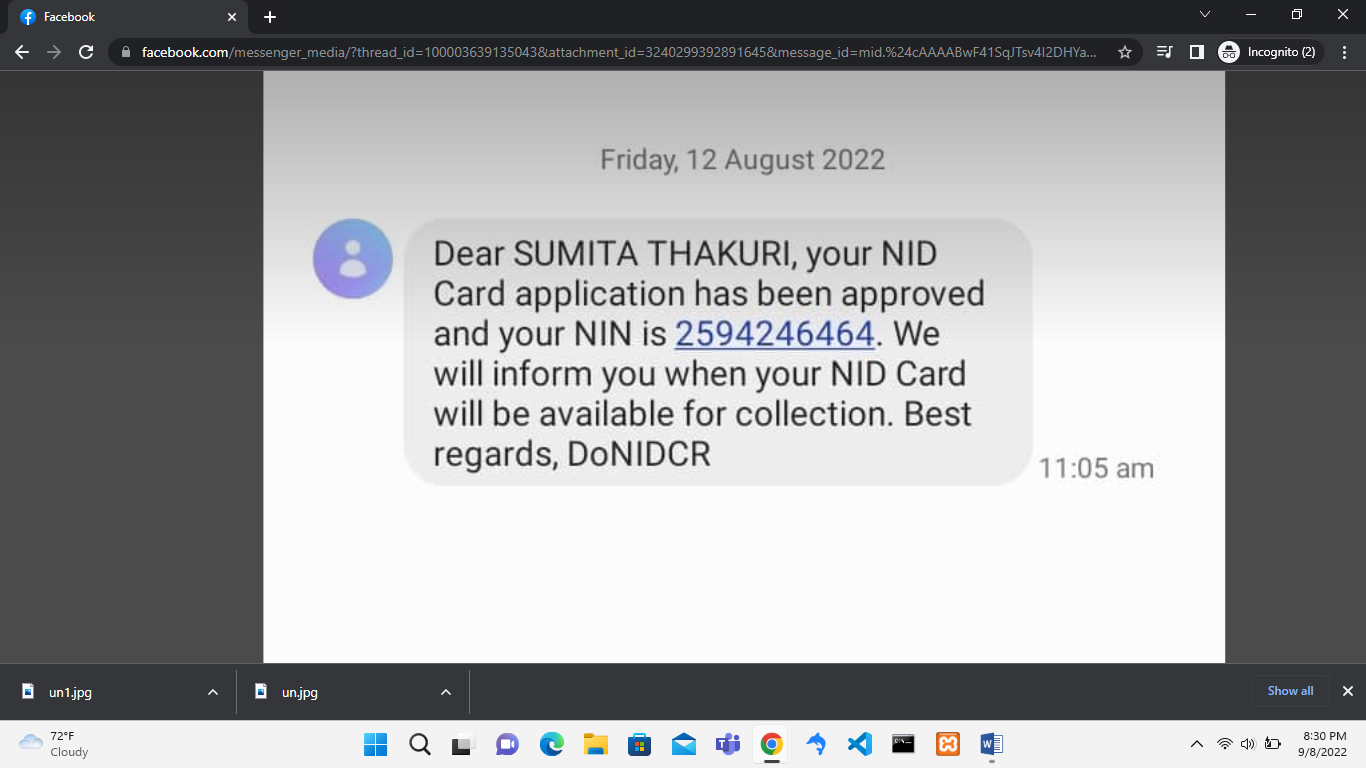 Facebook
facebook.com/messenger_media/?thread_id=100003639135043&attachment_id=3240299392891645&message_id=mid.%24cAAAABwF41SqJTsv4I2DHYa...
Incognito (2)
Friday, 12 August 2022
Dear SUMITA THAKURI, your NID
Card application has been approved
and your NIN is 2594246464. We
will inform you when your NID Card
will be available for collection. Best
regards, DoNIDCR
11:05 am
un1.jpg
un.jpg
Show all
72°F
Cloudy
8:30 PM
9/8/2022